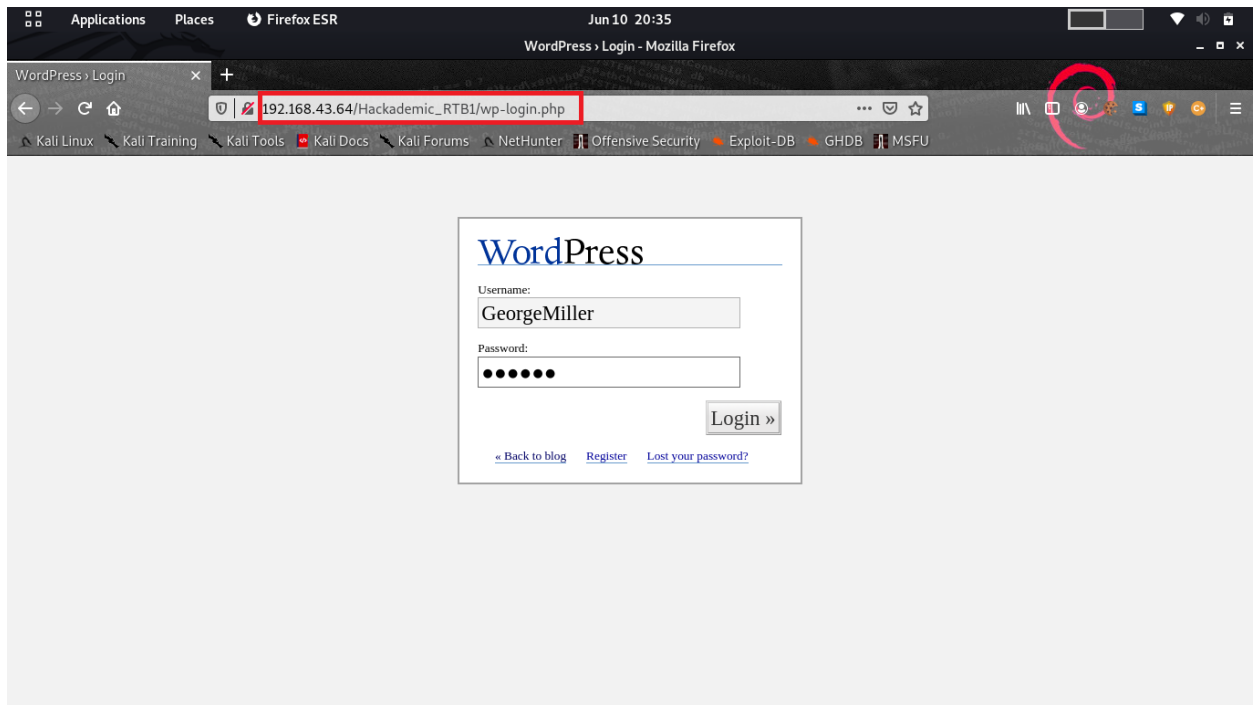 Applications Places Firefox ESR Jun 10 20:35
WordPress › Login - Mozilla Firefox
WordPress › Login × +
192.168.43.64/Hackademic_RTB1/wp-login.php
Kali Linux Kali Training Kali Tools Kali Docs Kali Forums NetHunter Offensive Security Exploit-DB GHDB MSFU
WordPress
Username:
GeorgeMiller
Password:
●●●●●●
Login »
« Back to blog Register Lost your password?